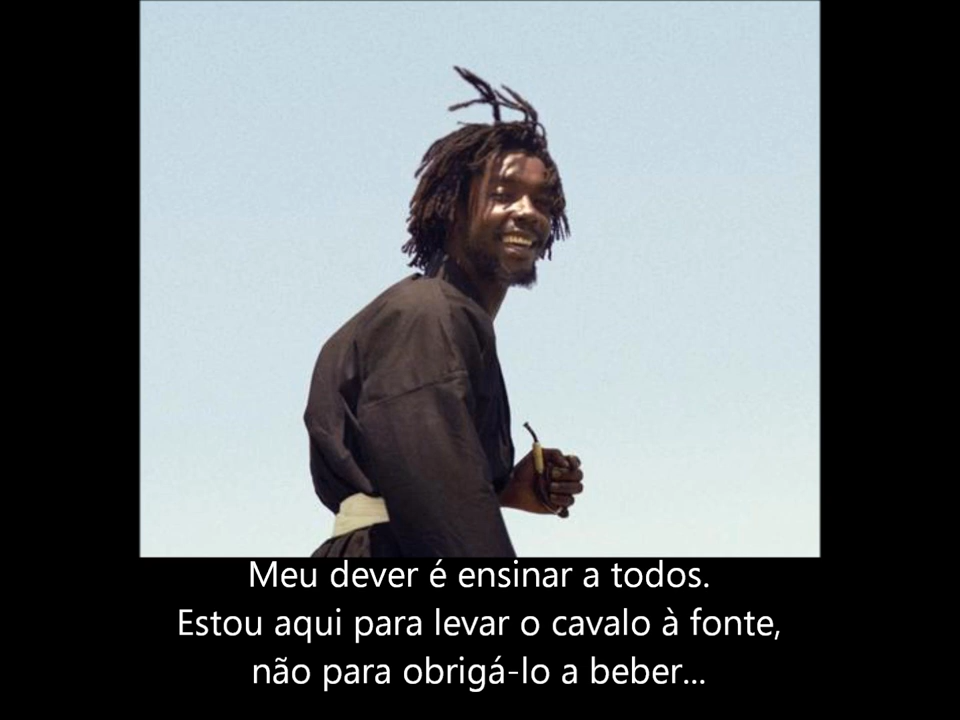 Meu dever é ensinar a todos.
Estou aqui para levar o cavalo à fonte,
não para obrigá-lo a beber...